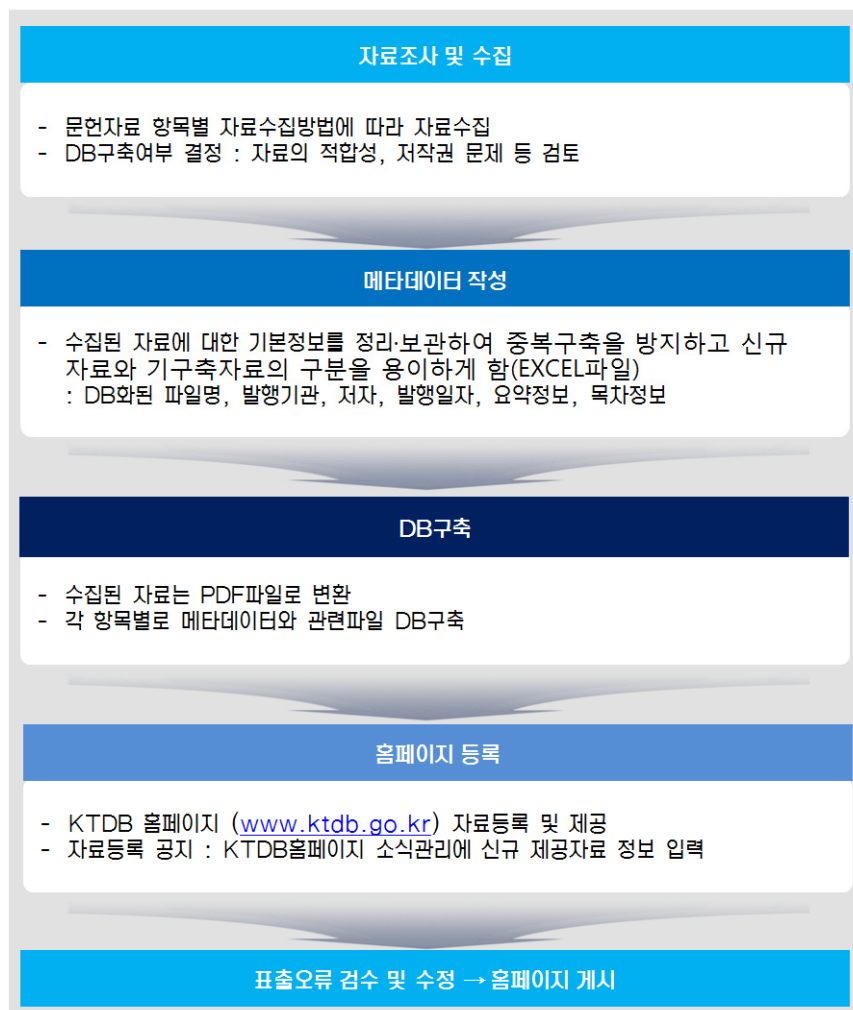 자료조사 및 수집
- 문헌자료 항목별 자료수집방법에 따라 자료수집
- DB구축여부 결정 : 자료의 적합성, 저작권 문제 등 검토
메타데이터 작성
- 수집된 자료에 대한 기본정보를 정리·보관하여 중복구축을 방지하고 신규
자료와 기구축자료의 구분을 용이하게 함(EXCEL파일)
: DB화된 파일명, 발행기관, 저자, 발행일자, 요약정보, 목차정보
DB구축
- 수집된 자료는 PDF파일로 변환
- 각 항목별로 메타데이터와 관련파일 DB구축
홈페이지 등록
- KTDB 홈페이지 (www.ktdb.go.kr) 자료등록 및 제공
- 자료등록 공지 : KTDB홈페이지 소식관리에 신규 제공자료 정보 입력
표출오류 검수 및 수정 → 홈페이지 게시